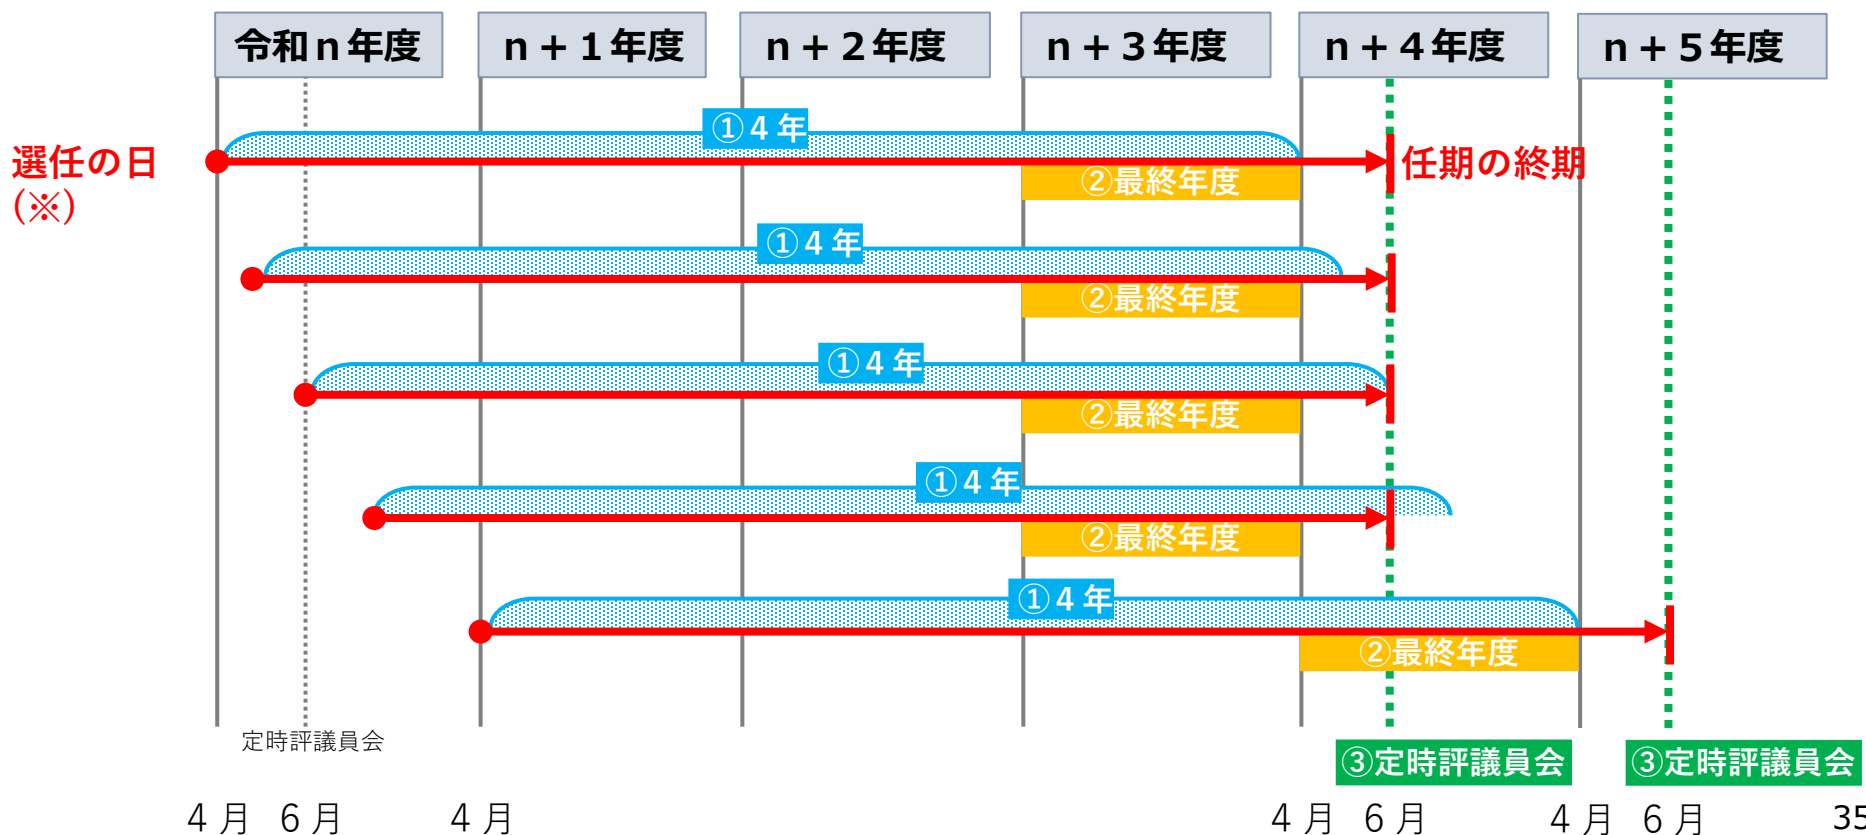 令和ｎ年度
ｎ＋１年度
ｎ＋２年度
ｎ＋３年度
ｎ＋４年度
ｎ＋５年度
選任の日
(※)
①４年
②最終年度
任期の終期
①４年
②最終年度
①４年
②最終年度
①４年
②最終年度
①４年
②最終年度
定時評議員会
③定時評議員会
③定時評議員会
４月
６月
４月
４月
６月
４月
６月
35